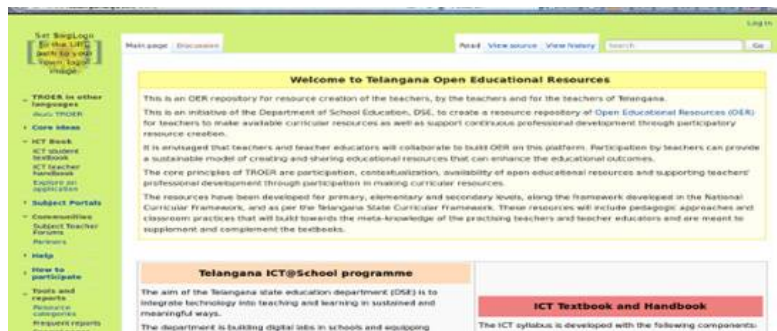 Log in
Set $wgLogo
to the URL
path to your
own logo
image.
Main page Discussion Read View source View history Search Go
Welcome to Telangana Open Educational Resources
This is an OER repository for resource creation of the teachers, by the teachers and for the teachers of Telangana.
This is an initiative of the Department of School Education, DSE, to create a resource repository of Open Educational Resources (OER)
for teachers to make available curricular resources as well as support continuous professional development through participatory
resource creation.
It is envisaged that teachers and teacher educators will collaborate to build OER on this platform. Participation by teachers can provide
a sustainable model of creating and sharing educational resources that can enhance the educational outcomes.
The core principles of TROER are participation, contextualization, availability of open educational resources and supporting teachers'
professional development through participation in making curricular resources.
The resources have been developed for primary, elementary and secondary levels, along the framework developed in the National
Curricular Framework, and as per the Telangana State Curricular Framework. These resources will include pedagogic approaches and
classroom practices that will build towards the meta-knowledge of the practising teachers and teacher educators and are meant to
supplement and complement the textbooks.
TROER in other
languages
TROER
Core Ideas
ICT Book
ICT student
textbook
ICT teacher
handbook
Explore an
application
Subject Portals
Communities
Subject Teacher
Forums
Partners
Help
How to
participate
Tools and
reports
Resource
categories
Frequent reports
Telangana ICT@School programme
The aim of the Telangana state education department (DSE) is to
integrate technology into teaching and learning in sustained and
meaningful ways.
The department is building digital labs in schools and equipping
ICT Textbook and Handbook
The ICT syllabus is developed with the following components: